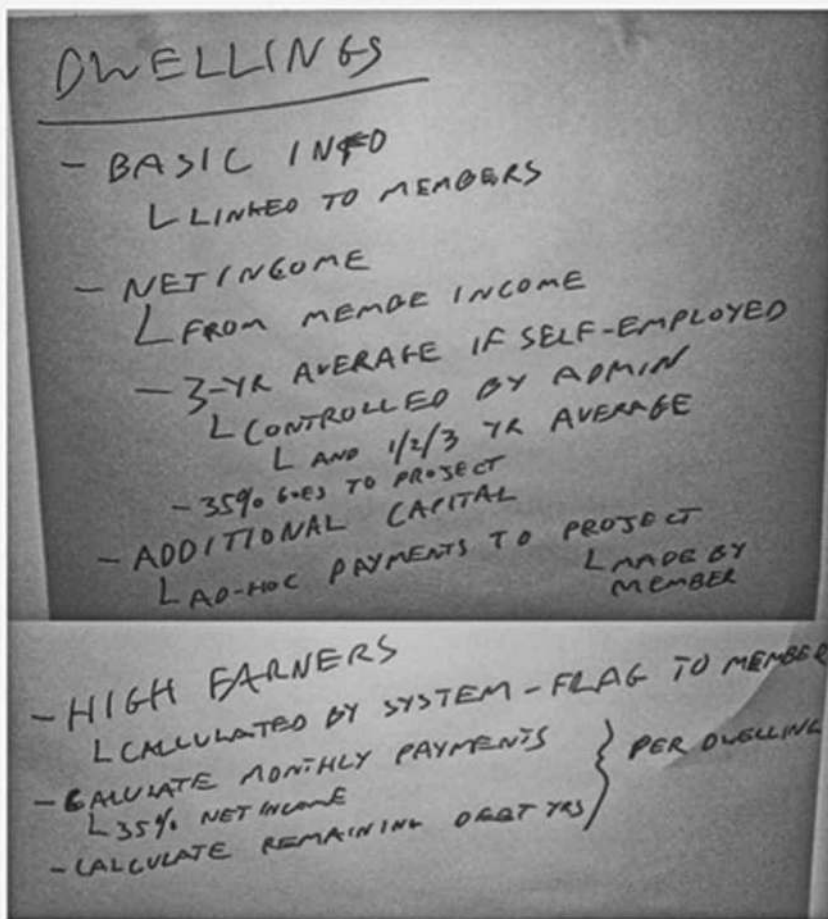 DWELLINGS
- BASIC INFO
L LINKED TO MEMBERS
- NET INCOME
L FROM MEMBE INCOME
- 3-YR AVERAGE IF SELF-EMPLOYED
L CONTROLLED BY ADMIN
L AND 1/2/3 YR AVERAGE
- 35% GOES TO PROJECT
- ADDITIONAL CAPITAL
L AD-HOC PAYMENTS TO PROJECT
L MADE BY
MEMBER
- HIGH EARNERS
L CALCULATED BY SYSTEM - FLAG TO MEMBER
- CALULATE MONTHLY PAYMENTS } PER DWELLING
L 35% NET INCOME
- CALCULATE REMAINING DEBT YRS